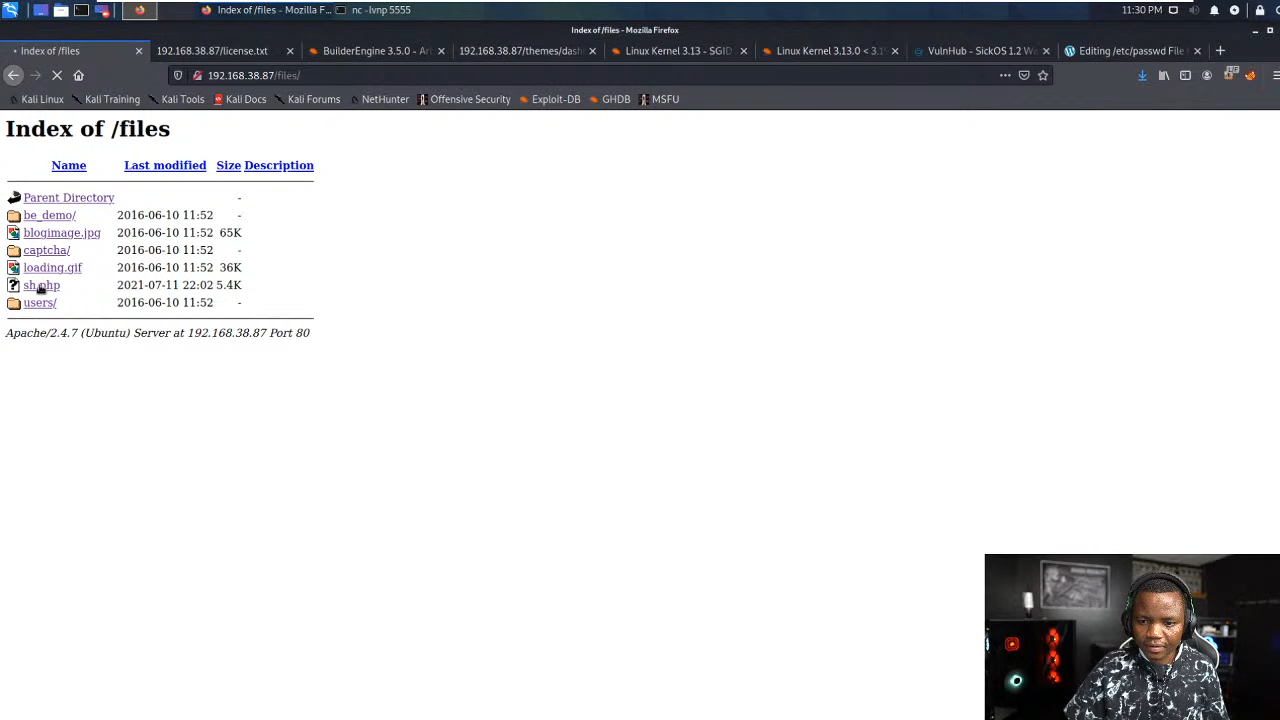 Index of /files - Mozilla F...
nc -lvnp 5555
11:30 PM
Index of /files - Mozilla Firefox
Index of /files
192.168.38.87/license.txt
BuilderEngine 3.5.0 - Ar
192.168.38.87/themes/dash
Linux Kernel 3.13 - SGID
Linux Kernel 3.13.0 < 3.1
VulnHub - SickOS 1.2 W
Editing /etc/passwd File
192.168.38.87/files/
Kali Linux
Kali Training
Kali Tools
Kali Docs
Kali Forums
NetHunter
Offensive Security
Exploit-DB
GHDB
MSFU
Index of /files
Name Last modified Size Description
Parent Directory -
be_demo/ 2016-06-10 11:52 -
blogimage.jpg 2016-06-10 11:52 65K
captcha/ 2016-06-10 11:52 -
loading.gif 2016-06-10 11:52 36K
sh.php 2021-07-11 22:02 5.4K
users/ 2016-06-10 11:52 -
Apache/2.4.7 (Ubuntu) Server at 192.168.38.87 Port 80